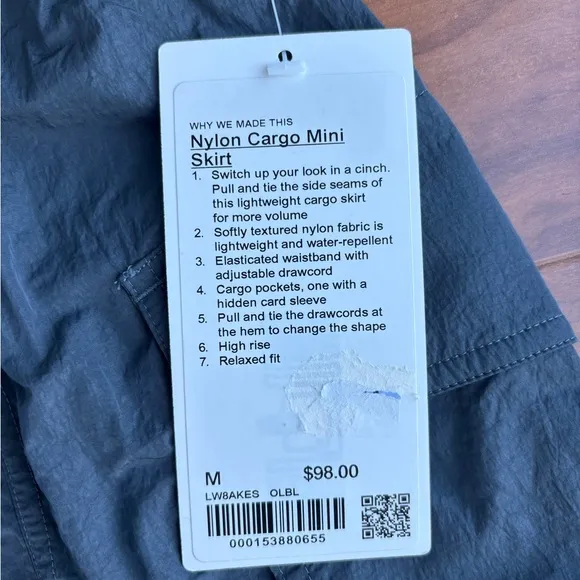 WHY WE MADE THIS
Nylon Cargo Mini
Skirt
1. Switch up your look in a cinch.
Pull and tie the side seams of
this lightweight cargo skirt
for more volume
2. Softly textured nylon fabric is
lightweight and water-repellent
3. Elasticated waistband with
adjustable drawcord
4. Cargo pockets, one with a
hidden card sleeve
5. Pull and tie the drawcords at
the hem to change the shape
6. High rise
7. Relaxed fit
M $98.00
LW8AKES OLBL
000153880655